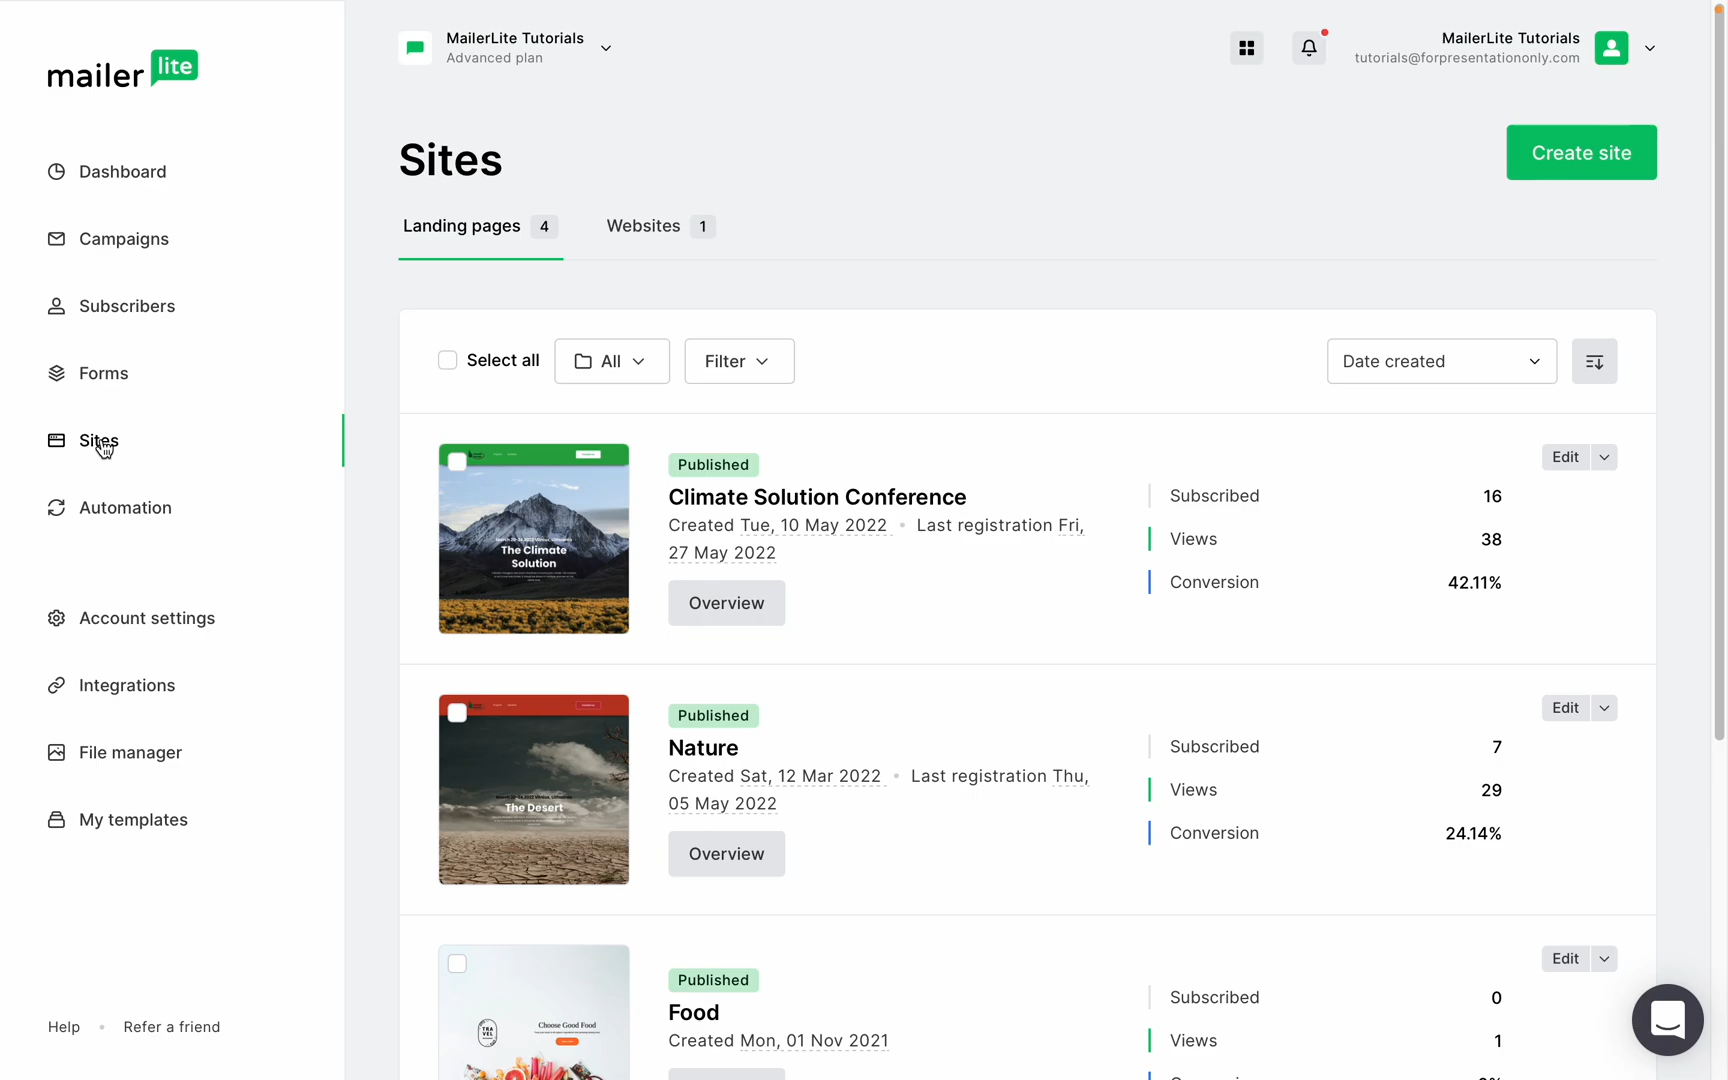 mailer lite
MailerLite Tutorials
Advanced plan
MailerLite Tutorials
tutorials@forpresentationonly.com
Dashboard
Campaigns
Subscribers
Forms
Sites
Automation
Account settings
Integrations
File manager
My templates
Help • Refer a friend
Sites
Create site
Landing pages 4
Websites 1
Select all
All
Filter
Date created
The Climate
Solution
Published
Climate Solution Conference
Created Tue, 10 May 2022 • Last registration Fri,
27 May 2022
Overview
Subscribed 16
Views 38
Conversion 42.11%
Edit
The Desert
Published
Nature
Created Sat, 12 Mar 2022 • Last registration Thu,
05 May 2022
Overview
Subscribed 7
Views 29
Conversion 24.14%
Edit
TRA
VEL
Choose Good Food
Published
Food
Created Mon, 01 Nov 2021
Subscribed 0
Views 1
Edit